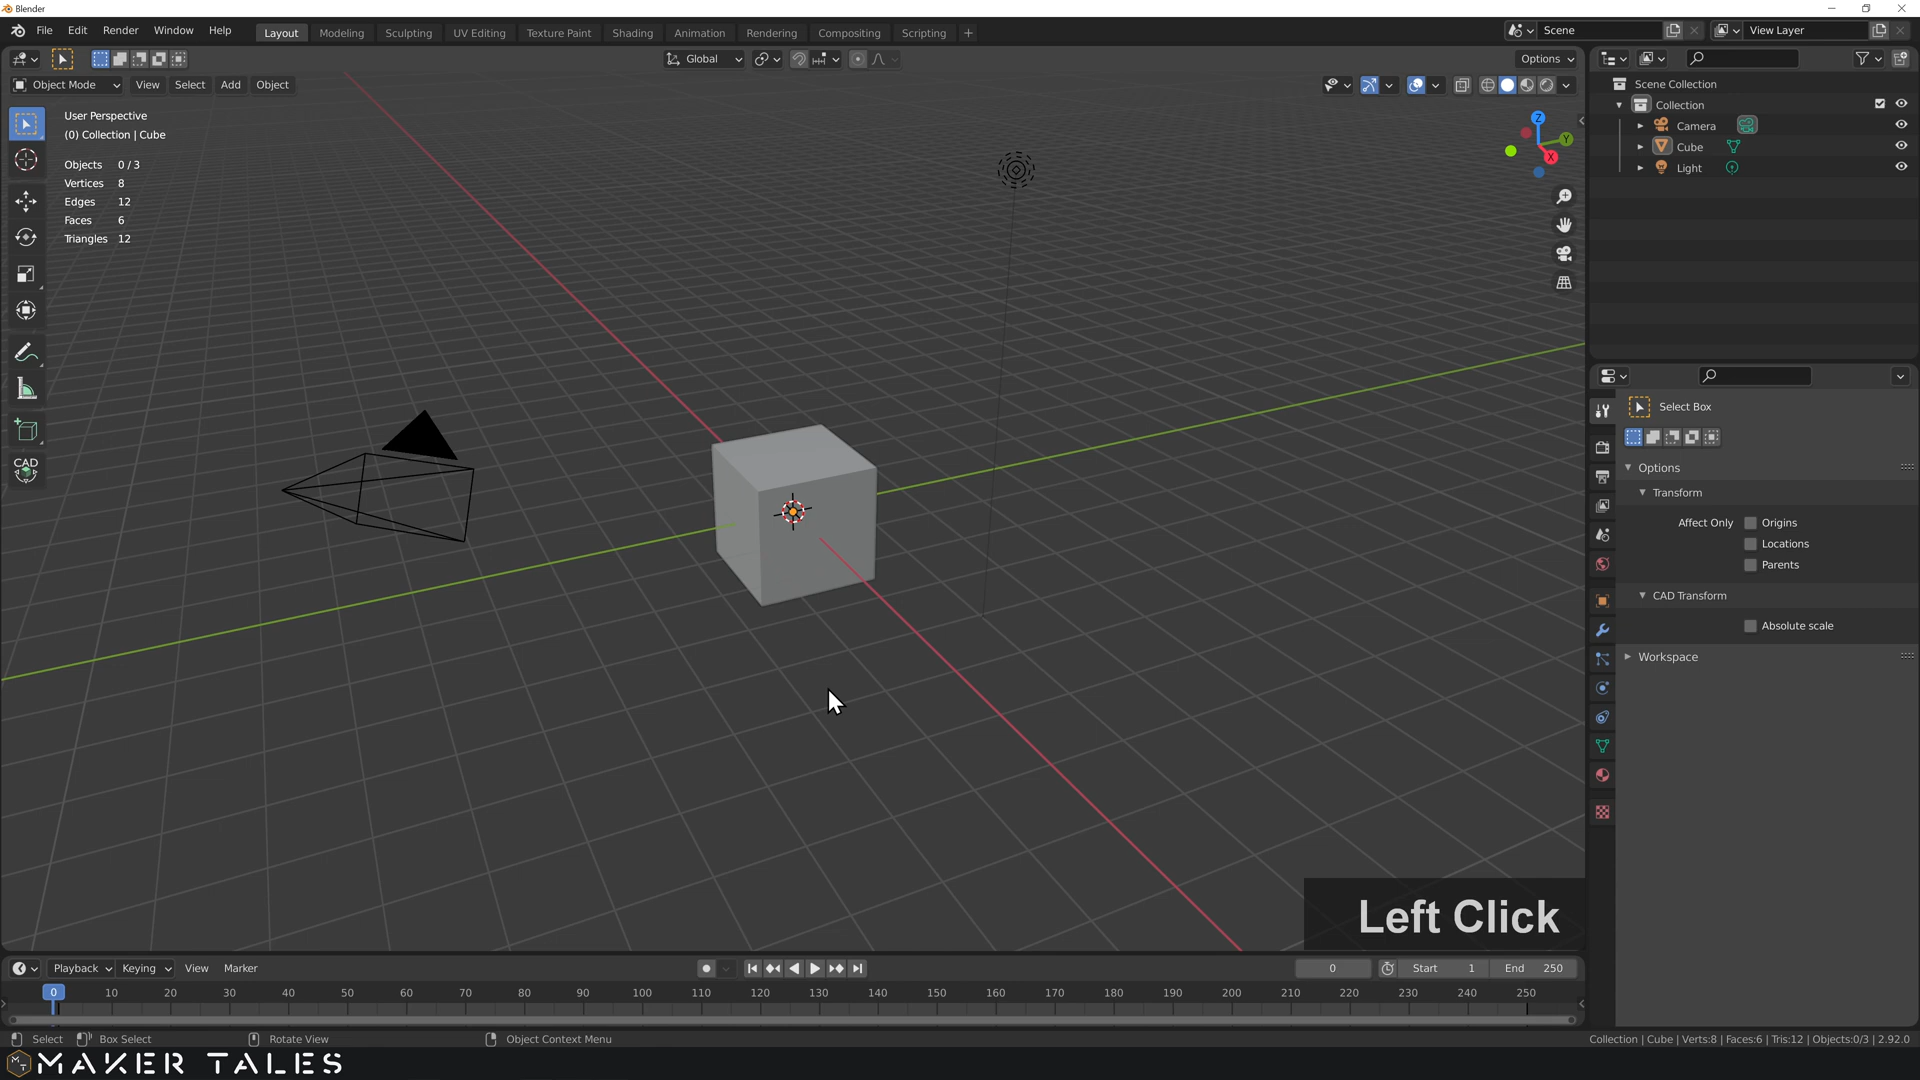 Blender
File Edit Render Window Help
Layout Modeling Sculpting UV Editing Texture Paint Shading Animation Rendering Compositing Scripting +
Scene
View Layer
Global
Options
Object Mode View Select Add Object
User Perspective
(0) Collection | Cube
Objects 0 / 3
Vertices 8
Edges 12
Faces 6
Triangles 12
CAD
Z
Y
X
Scene Collection
Collection
Camera
Cube
Light
Select Box
Options
Transform
Affect Only Origins
Locations
Parents
CAD Transform
Absolute scale
Workspace
Left Click
Playback Keying View Marker
0 Start 1 End 250
0 10 20 30 40 50 60 70 80 90 100 110 120 130 140 150 160 170 180 190 200 210 220 230 240 250
Select Box Select Rotate View Object Context Menu
Collection | Cube | Verts:8 | Faces:6 | Tris:12 | Objects:0/3 | 2.92.0
MAKER TALES